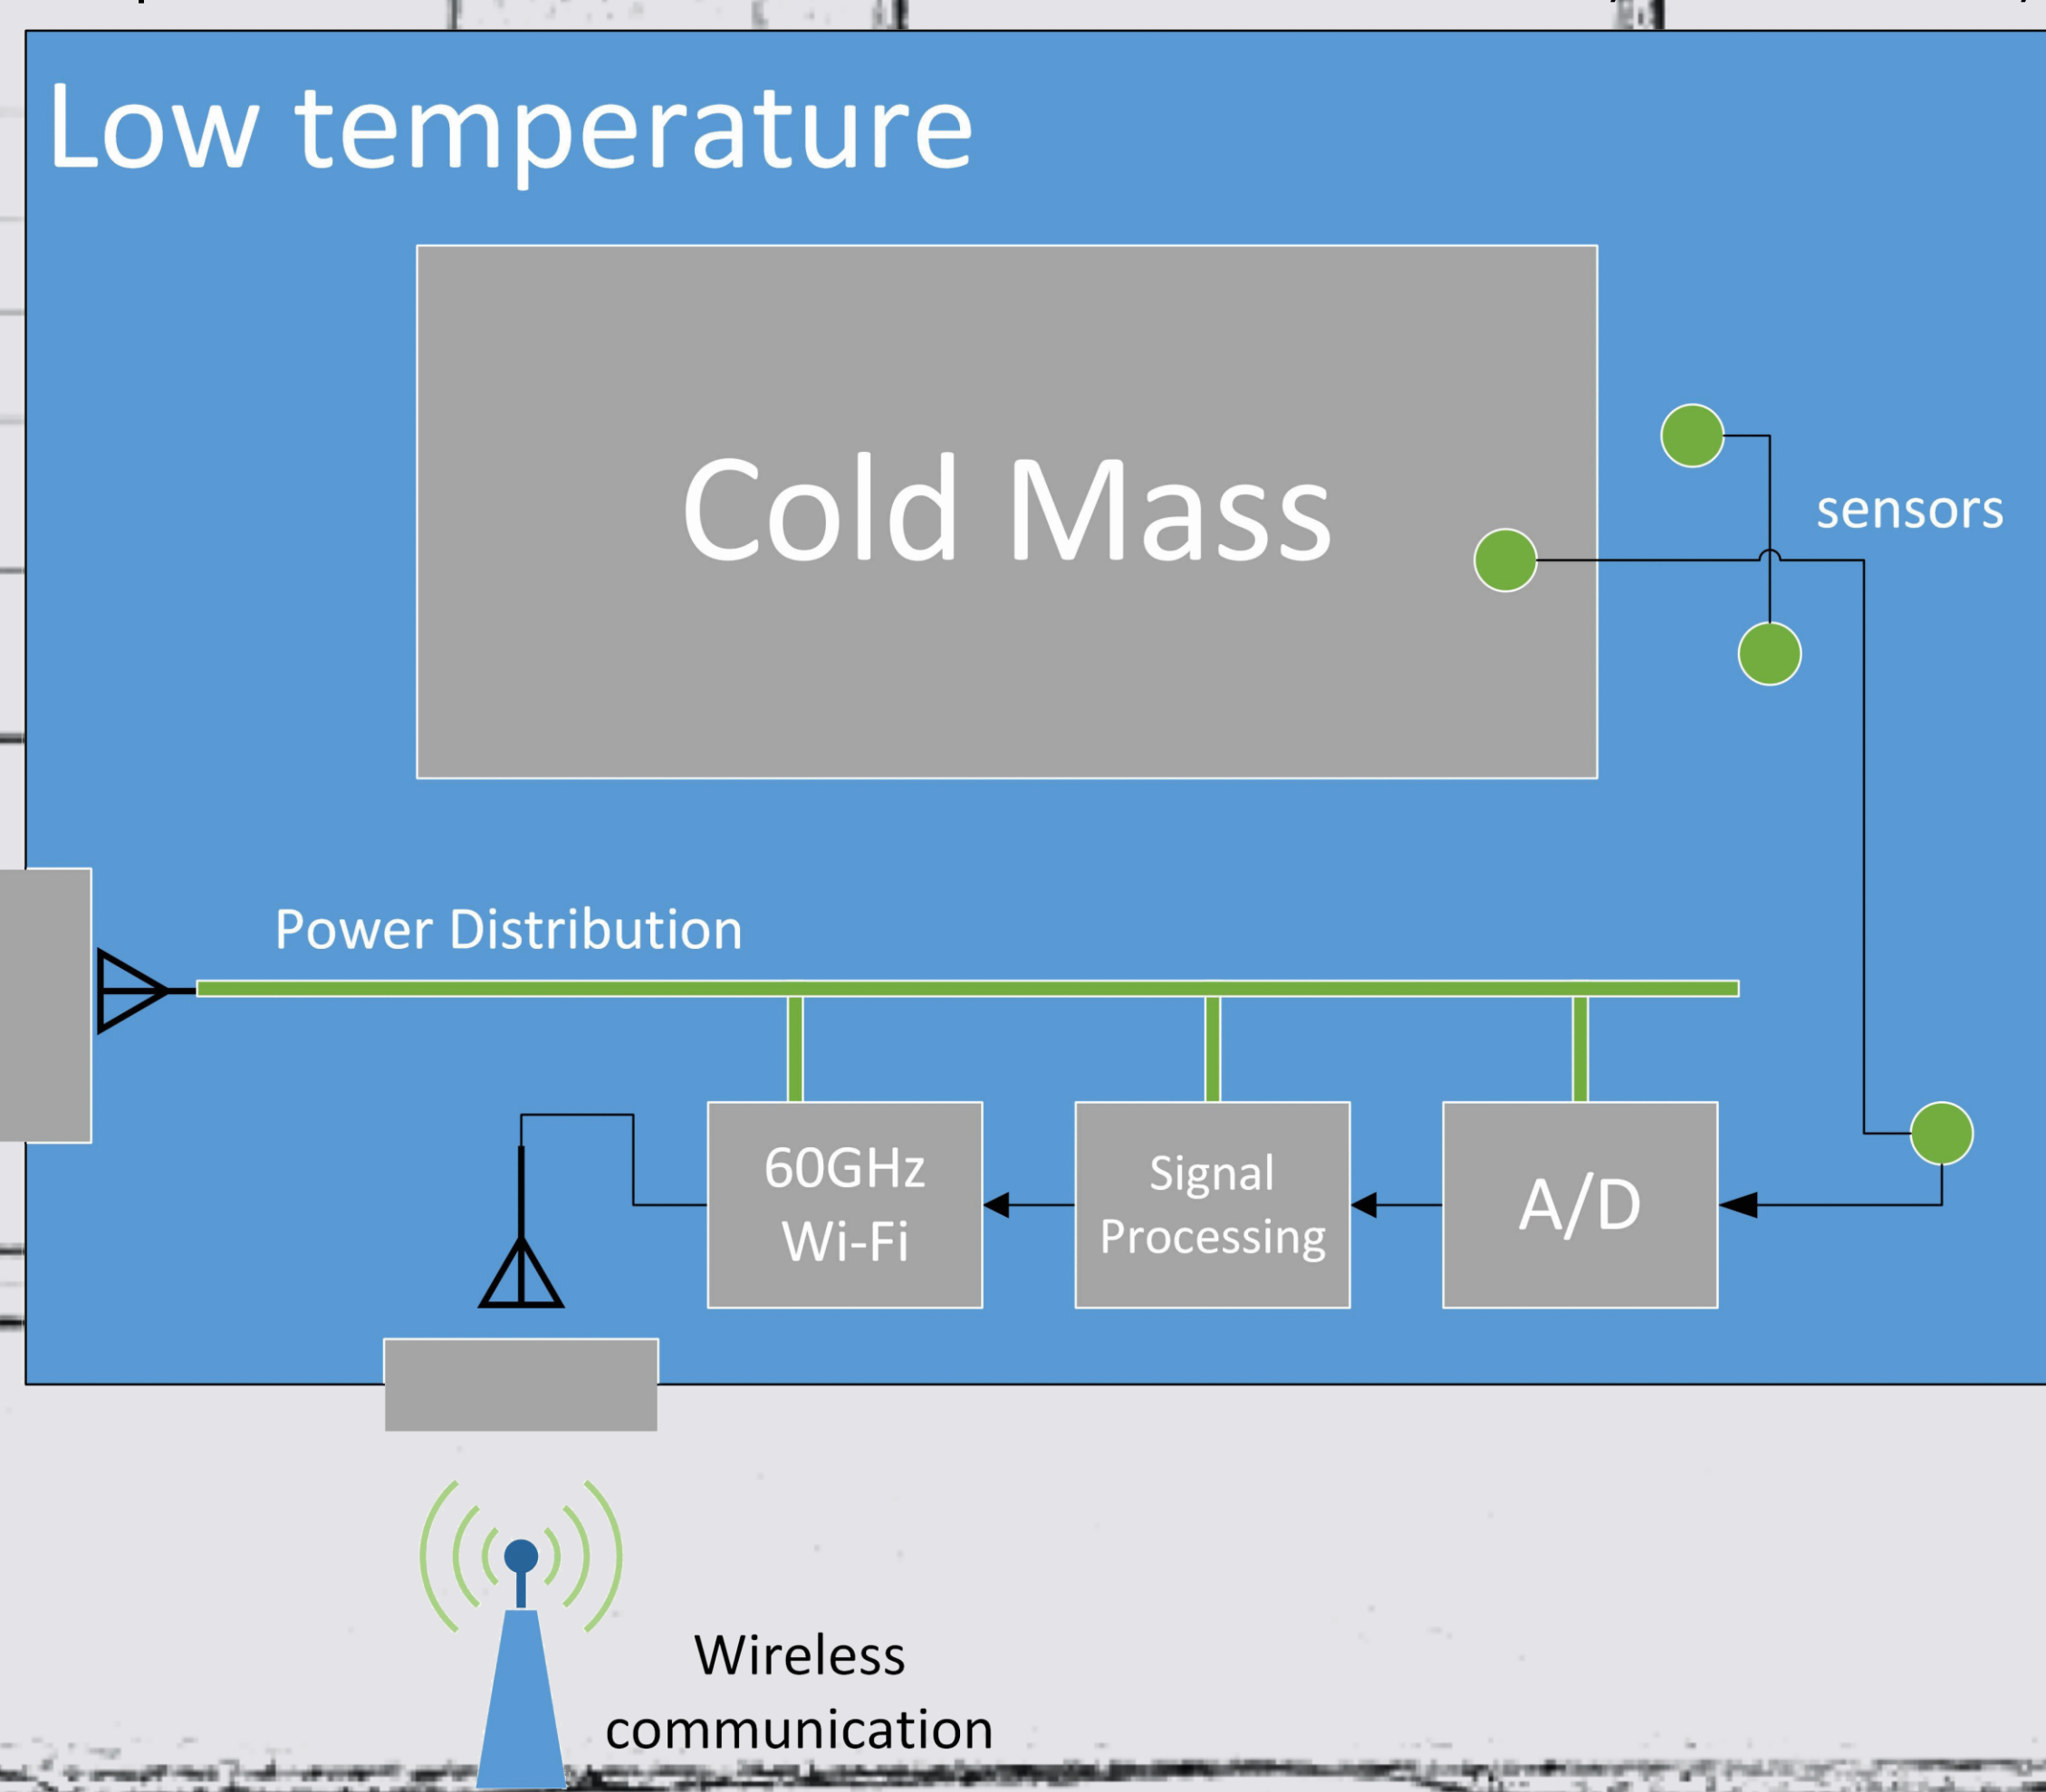 Low temperature
Cold Mass
sensors
Power Distribution
60GHz
Wi-Fi
Signal
Processing
A/D
Wireless
communication